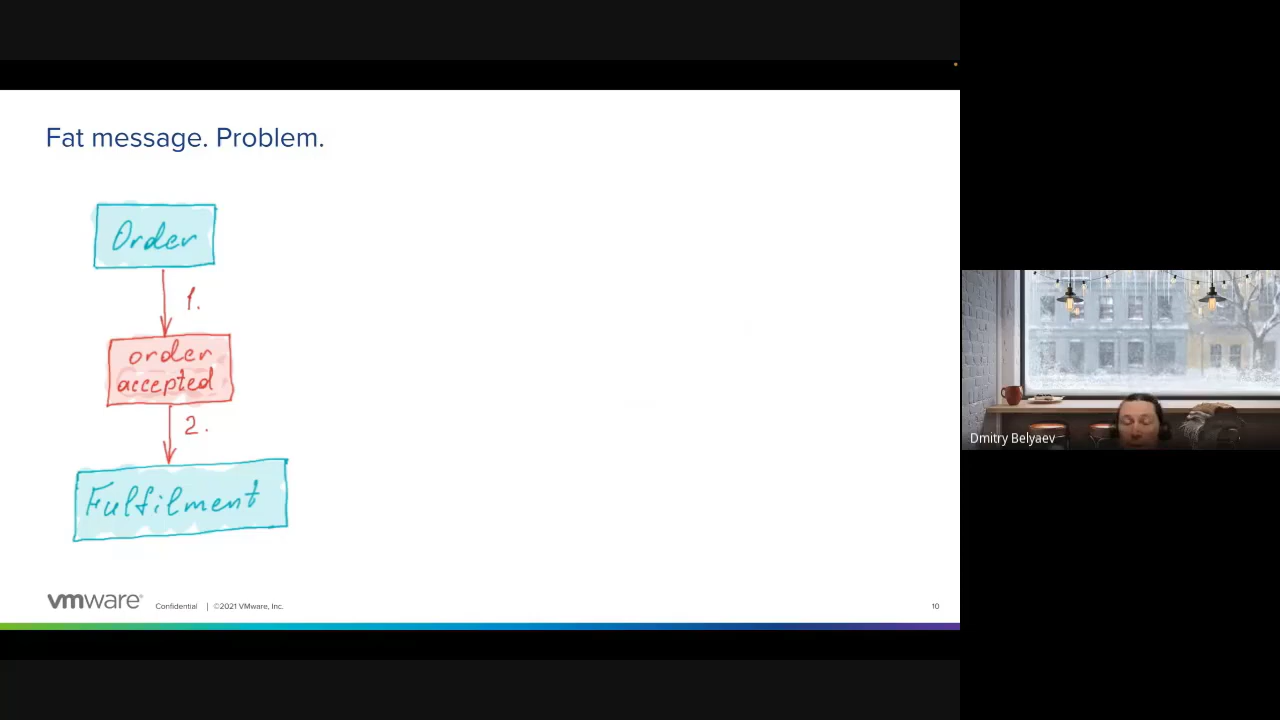 Fat message. Problem.
Order
1.
order
accepted
2.
Fulfilment
vmware®
Confidential | ©2021 VMware, Inc.
10
Dmitry Belyaev